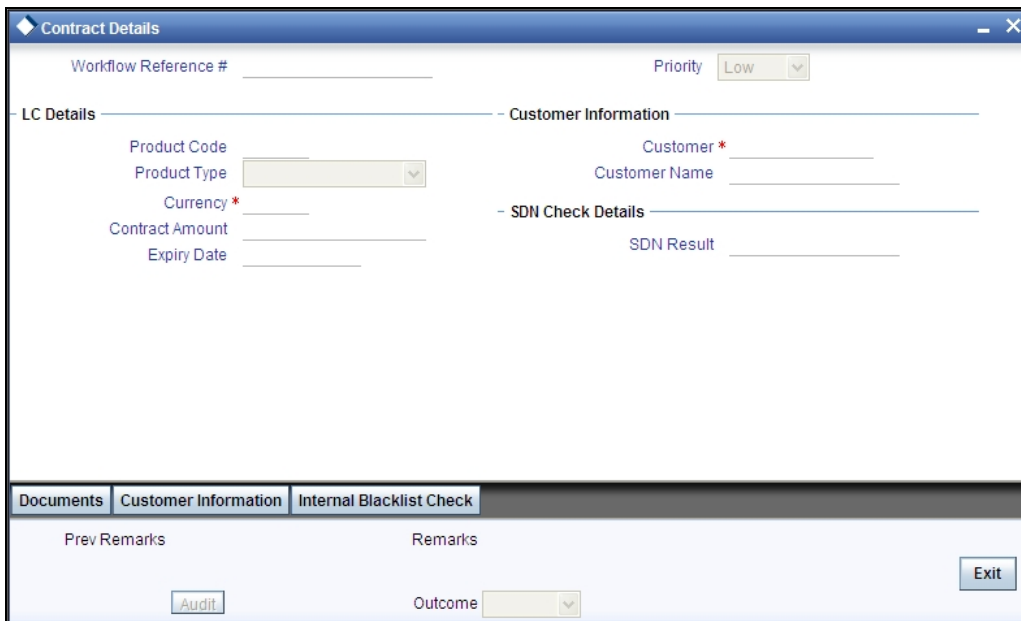 Contract Details
Workflow Reference #
Priority Low
LC Details
Product Code
Product Type
Currency *
Contract Amount
Expiry Date
Customer Information
Customer *
Customer Name
SDN Check Details
SDN Result
Documents Customer Information Internal Blacklist Check
Prev Remarks
Remarks
Audit
Outcome
Exit